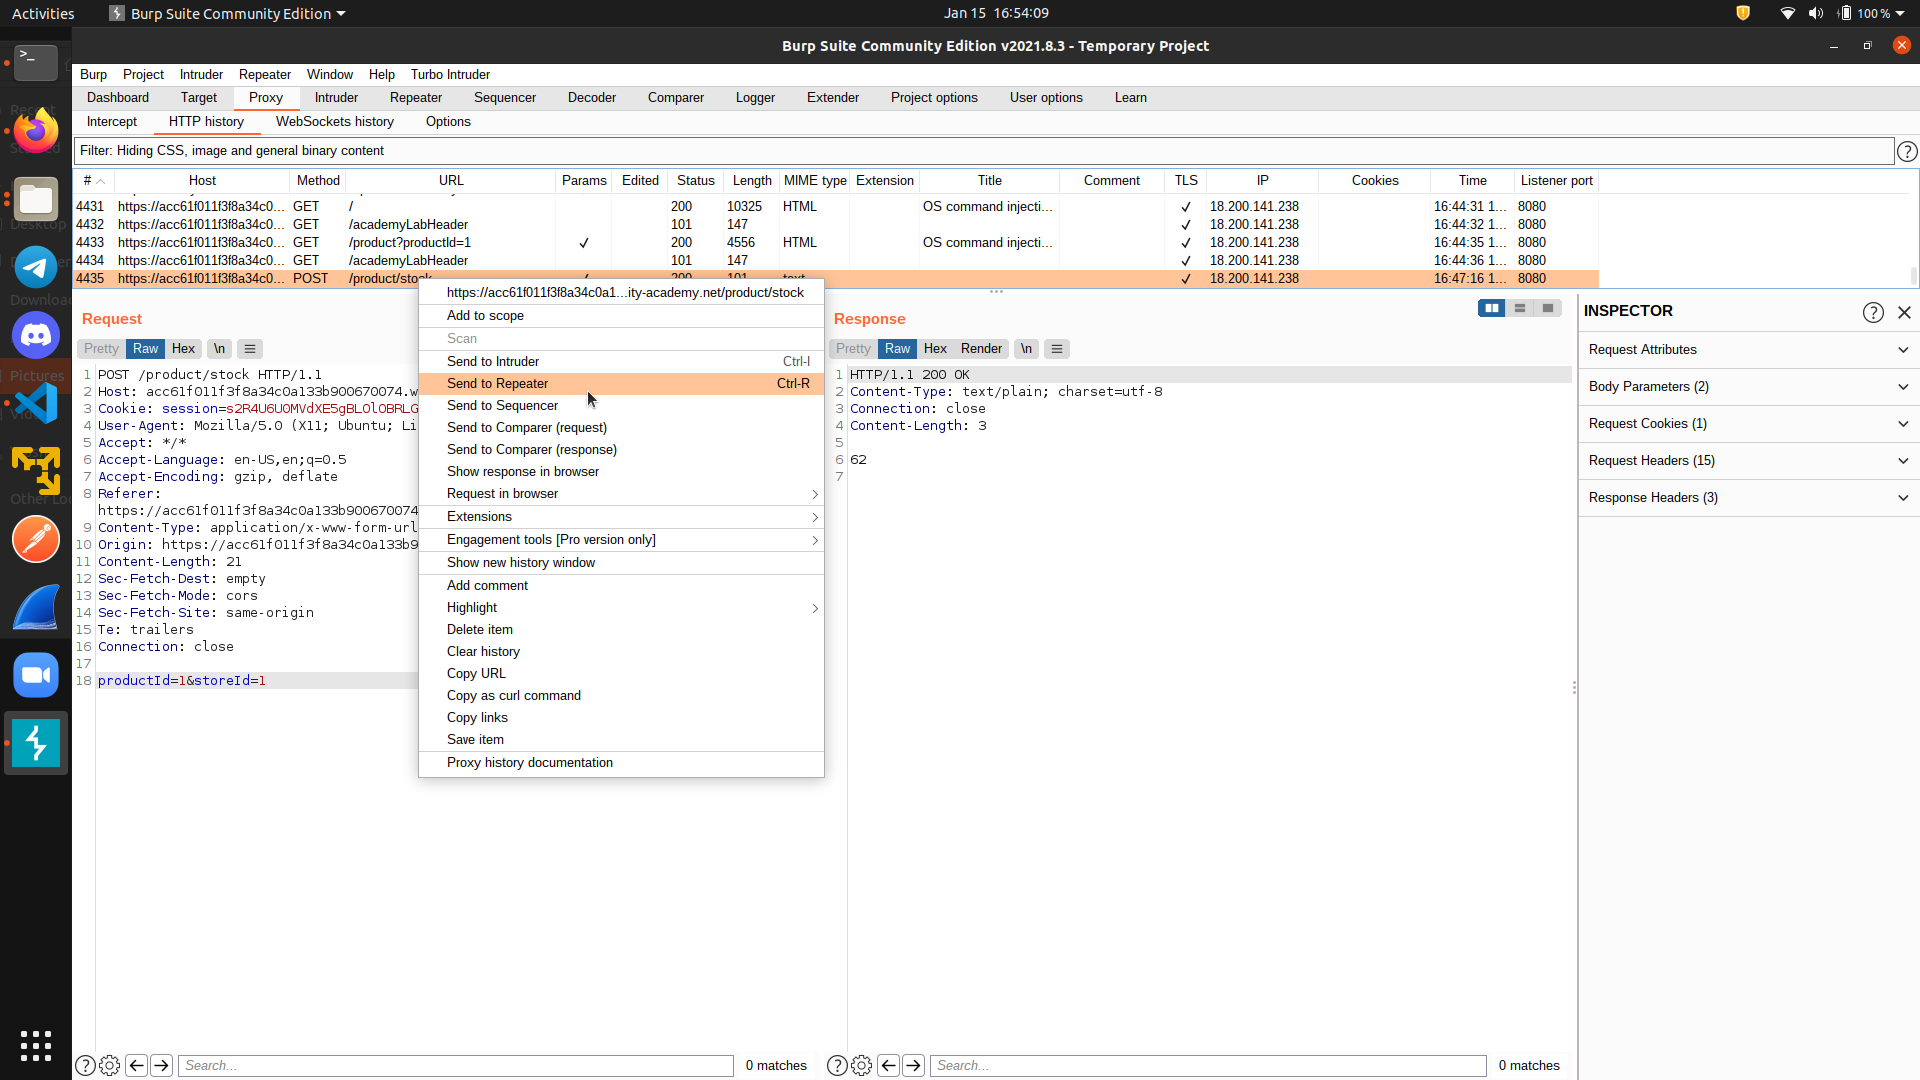 Activities
Burp Suite Community Edition
Jan 15 16:54:09
100 %
Burp Suite Community Edition v2021.8.3 - Temporary Project
Burp Project Intruder Repeater Window Help Turbo Intruder
Dashboard Target Proxy Intruder Repeater Sequencer Decoder Comparer Logger Extender Project options User options Learn
Intercept HTTP history WebSockets history Options
Filter: Hiding CSS, image and general binary content
# Host Method URL Params Edited Status Length MIME type Extension Title Comment TLS IP Cookies Time Listener port
4431 https://acc61f011f3f8a34c0... GET / 200 10325 HTML OS command injecti... ✓ 18.200.141.238 16:44:31 1... 8080
4432 https://acc61f011f3f8a34c0... GET /academyLabHeader 101 147 ✓ 18.200.141.238 16:44:32 1... 8080
4433 https://acc61f011f3f8a34c0... GET /product?productId=1 ✓ 200 4556 HTML OS command injecti... ✓ 18.200.141.238 16:44:35 1... 8080
4434 https://acc61f011f3f8a34c0... GET /academyLabHeader 101 147 ✓ 18.200.141.238 16:44:36 1... 8080
4435 https://acc61f011f3f8a34c0... POST /product/stock ✓ 200 101 text ✓ 18.200.141.238 16:47:16 1... 8080
Request
Pretty Raw Hex \n
1 POST /product/stock HTTP/1.1
2 Host: acc61f011f3f8a34c0a133b900670074.w
3 Cookie: session=s2R4U6U0MVdXE5gBLOlOBRLG
4 User-Agent: Mozilla/5.0 (X11; Ubuntu; Li
5 Accept: */*
6 Accept-Language: en-US,en;q=0.5
7 Accept-Encoding: gzip, deflate
8 Referer:
https://acc61f011f3f8a34c0a133b900670074
9 Content-Type: application/x-www-form-url
10 Origin: https://acc61f011f3f8a34c0a133b9
11 Content-Length: 21
12 Sec-Fetch-Dest: empty
13 Sec-Fetch-Mode: cors
14 Sec-Fetch-Site: same-origin
15 Te: trailers
16 Connection: close
17
18 productId=1&storeId=1
https://acc61f011f3f8a34c0a1...ity-academy.net/product/stock
Add to scope
Scan
Send to Intruder Ctrl-I
Send to Repeater Ctrl-R
Send to Sequencer
Send to Comparer (request)
Send to Comparer (response)
Show response in browser
Request in browser
Extensions
Engagement tools [Pro version only]
Show new history window
Add comment
Highlight
Delete item
Clear history
Copy URL
Copy as curl command
Copy links
Save item
Proxy history documentation
Response
Pretty Raw Hex Render \n
1 HTTP/1.1 200 OK
2 Content-Type: text/plain; charset=utf-8
3 Connection: close
4 Content-Length: 3
5
6 62
7
INSPECTOR
Request Attributes
Body Parameters (2)
Request Cookies (1)
Request Headers (15)
Response Headers (3)
Search... 0 matches
Search... 0 matches
Desktop
Pictures